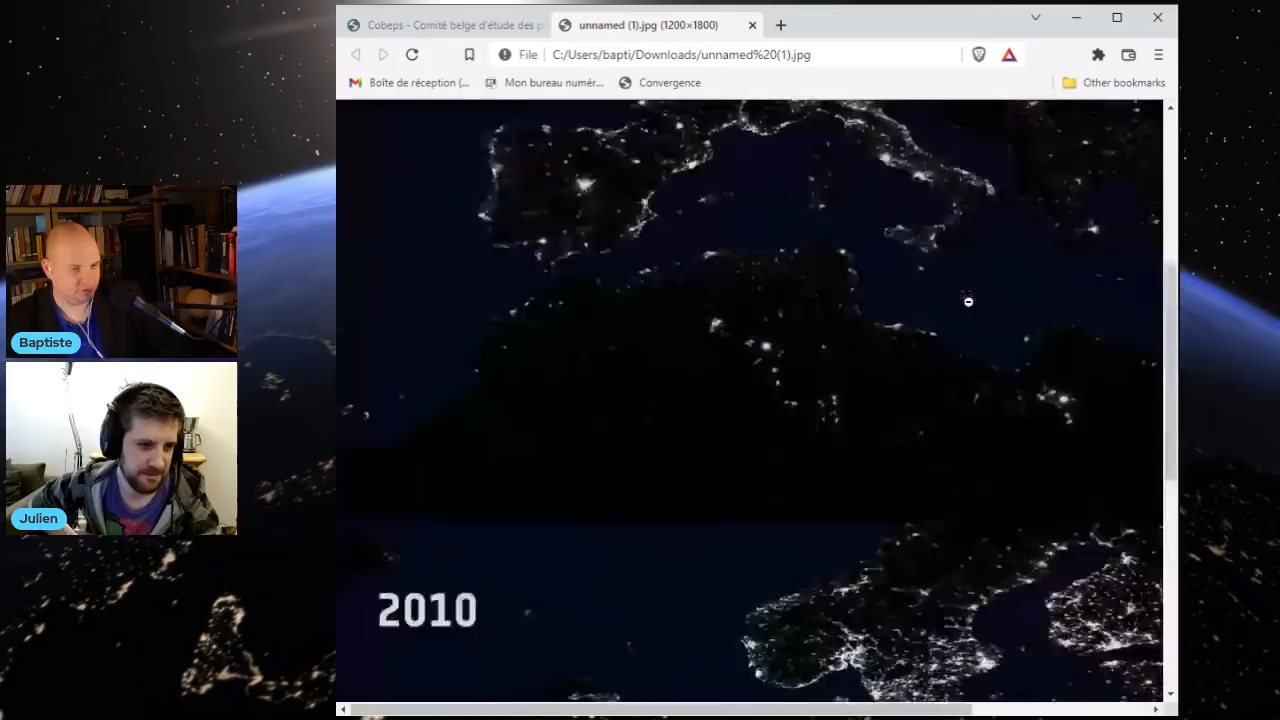 Cobeps - Comité belge d'étude des p
unnamed (1).jpg (1200×1800)
File
C:/Users/bapti/Downloads/unnamed%20(1).jpg
Boîte de réception (...
Mon bureau numér...
Convergence
Other bookmarks
Baptiste
Julien
2010